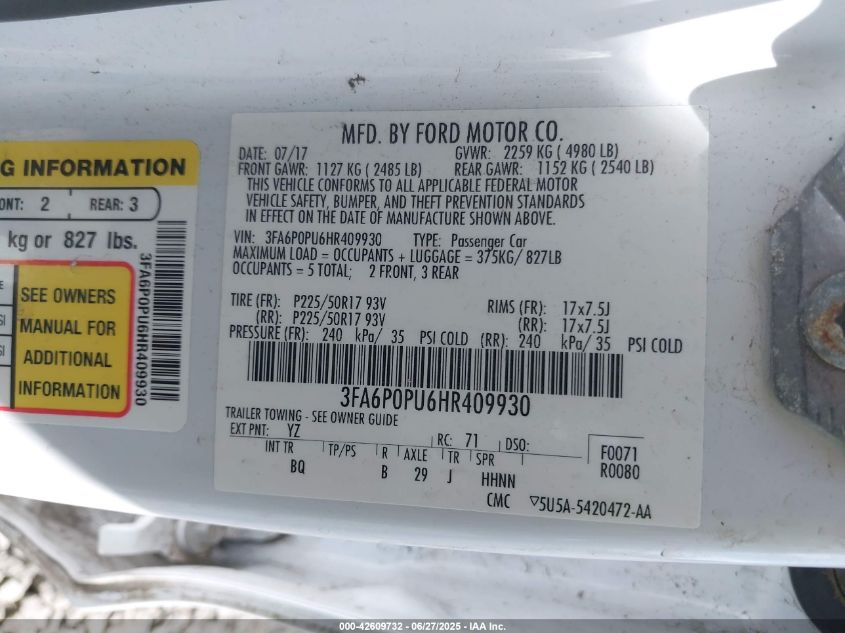 G INFORMATION
ONT: 2 REAR: 3
kg or 827 lbs.
SEE OWNERS
MANUAL FOR
ADDITIONAL
INFORMATION
3FA6P0PU6HR409930
MFD. BY FORD MOTOR CO.
DATE: 07/17 GVWR: 2259 KG ( 4980 LB)
FRONT GAWR: 1127 KG ( 2485 LB) REAR GAWR: 1152 KG ( 2540 LB)
THIS VEHICLE CONFORMS TO ALL APPLICABLE FEDERAL MOTOR
VEHICLE SAFETY, BUMPER, AND THEFT PREVENTION STANDARDS
IN EFFECT ON THE DATE OF MANUFACTURE SHOWN ABOVE.
VIN: 3FA6P0PU6HR409930 TYPE: Passenger Car
MAXIMUM LOAD = OCCUPANTS + LUGGAGE = 375KG/ 827LB
OCCUPANTS = 5 TOTAL; 2 FRONT, 3 REAR
TIRE (FR): P225/50R17 93V RIMS (FR): 17x7.5J
(RR): P225/50R17 93V (RR): 17x7.5J
PRESSURE (FR): 240 kPa/ 35 PSI COLD (RR): 240 kPa/ 35 PSI COLD
3FA6P0PU6HR409930
TRAILER TOWING - SEE OWNER GUIDE
EXT PNT: YZ RC: 71 DSO: F0071
INT TR TP/PS R AXLE TR SPR R0080
BQ B 29 J HHNN
CMC ▽5U5A-5420472-AA
000-42609732 — 06/27/2025 — IAA Inc.